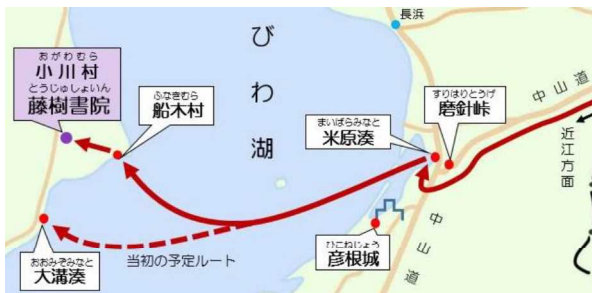 おがわむら
小川村
とうじゅしょいん
藤樹書院
ふなきむら
船木村
びわ湖
長浜
すりはりとうげ
磨針峠
中山道
まいばらみなと
米原湊
近江方面
ひこねじょう
彦根城
中山道
おおみぞみなと
大溝湊
当初の予定ルート